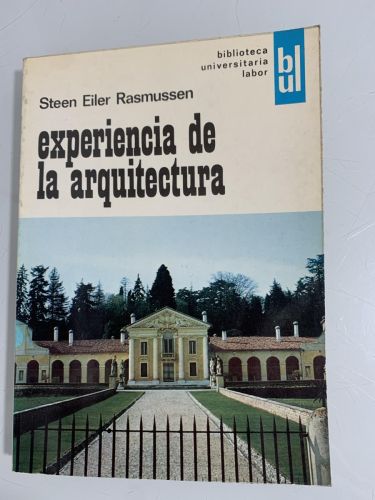 biblioteca
universitaria
labor
bl
ul
Steen Eiler Rasmussen
experiencia de
la arquitectura